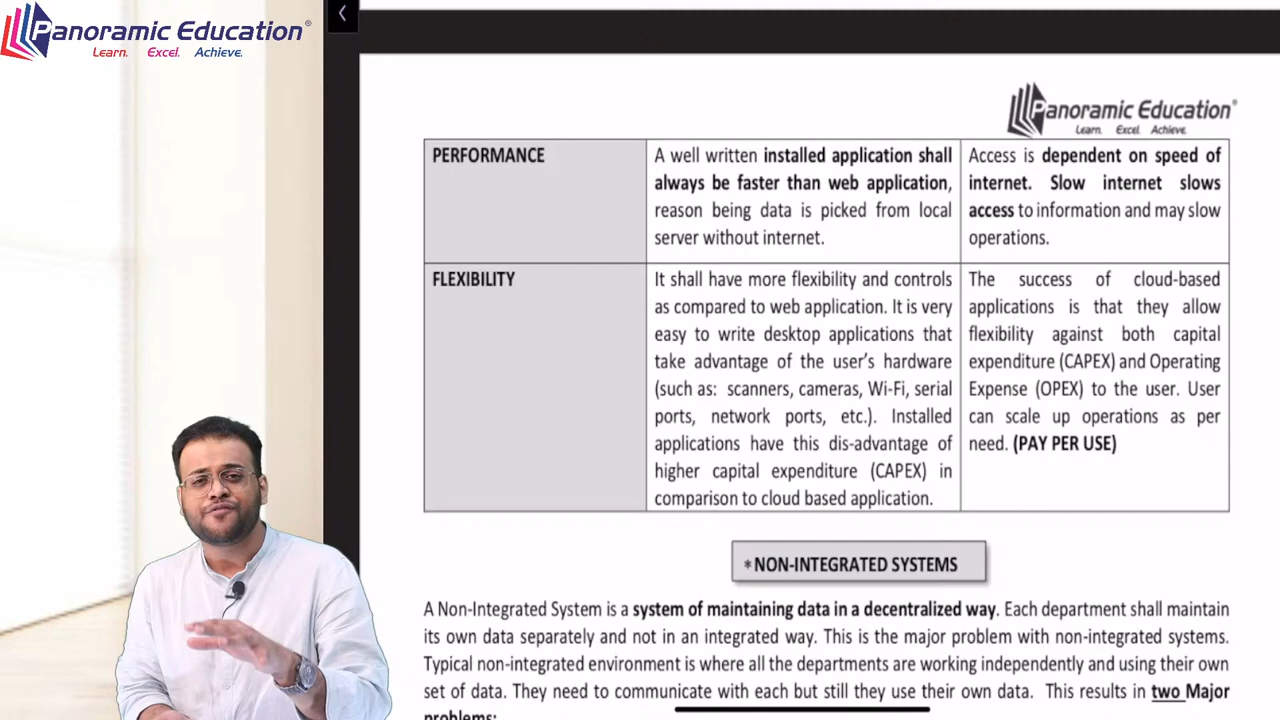 Panoramic Education®
Learn. Excel. Achieve.
Panoramic Education®
Learn. Excel. Achieve.
PERFORMANCE
A well written installed application shall
always be faster than web application,
reason being data is picked from local
server without internet.
Access is dependent on speed of
internet. Slow internet slows
access to information and may slow
operations.
FLEXIBILITY
It shall have more flexibility and controls
as compared to web application. It is very
easy to write desktop applications that
take advantage of the user's hardware
(such as: scanners, cameras, Wi-Fi, serial
ports, network ports, etc.). Installed
applications have this dis-advantage of
higher capital expenditure (CAPEX) in
comparison to cloud based application.
The success of cloud-based
applications is that they allow
flexibility against both capital
expenditure (CAPEX) and Operating
Expense (OPEX) to the user. User
can scale up operations as per
need. (PAY PER USE)
*NON-INTEGRATED SYSTEMS
A Non-Integrated System is a system of maintaining data in a decentralized way. Each department shall maintain
its own data separately and not in an integrated way. This is the major problem with non-integrated systems.
Typical non-integrated environment is where all the departments are working independently and using their own
set of data. They need to communicate with each but still they use their own data. This results in two Major
problems: